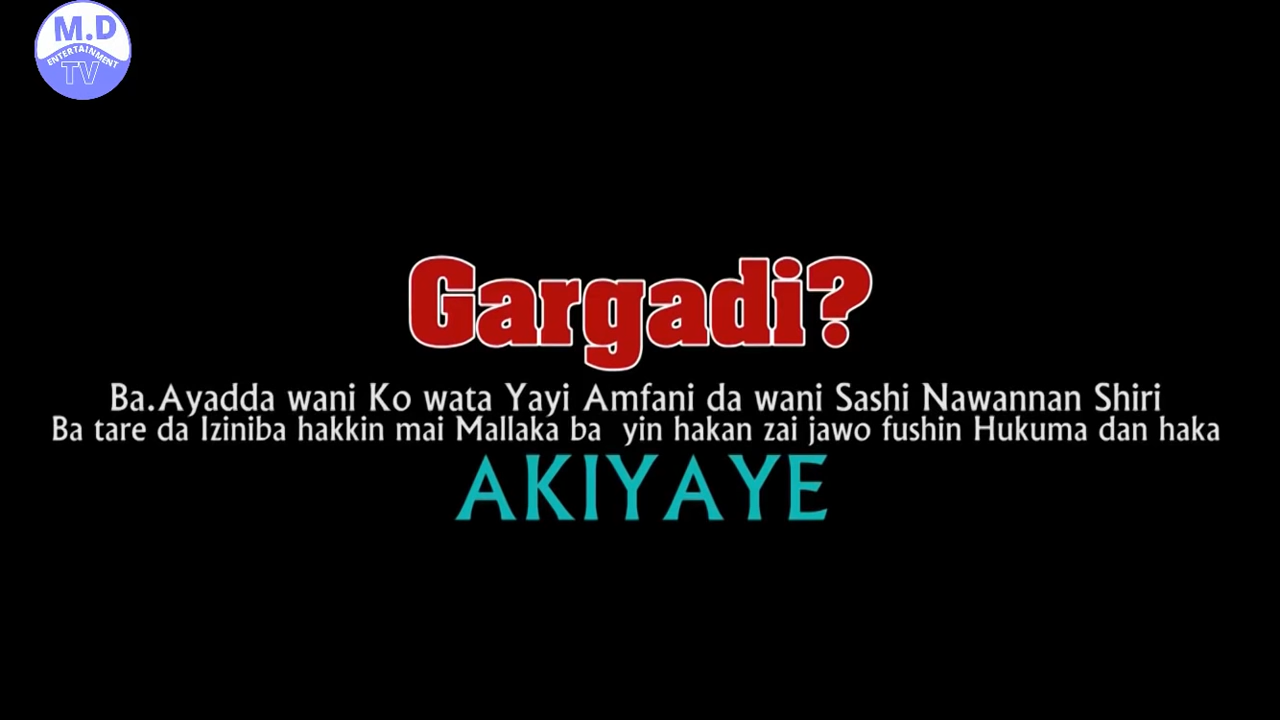 M.D
ENTERTAINMENT
TV
Gargadi?
Ba.Ayadda wani Ko wata Yayi Amfani da wani Sashi Nawannan Shiri
Ba tare da Iziniba hakkin mai Mallaka ba yin hakan zai jawo fushin Hukuma dan haka
AKIYAYE